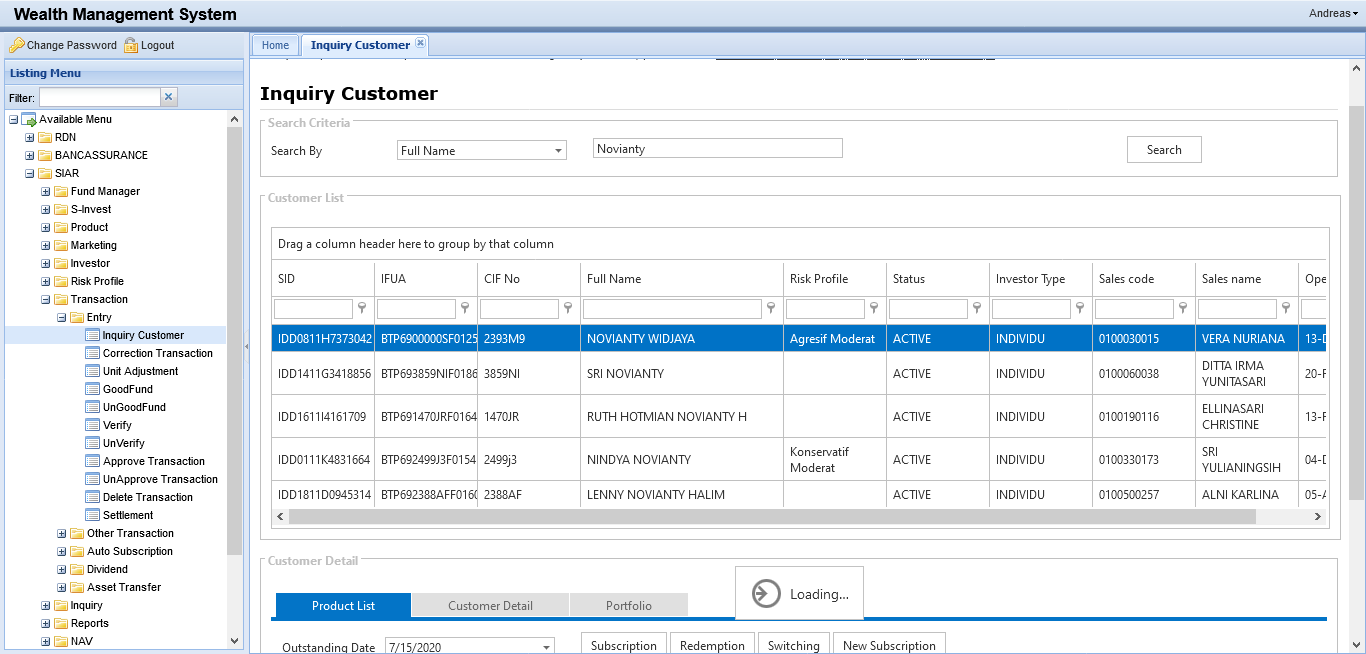 Wealth Management System
Andreas
Change Password Logout
Home Inquiry Customer
Listing Menu
Filter:
Available Menu
RDN
BANCASSURANCE
SIAR
Fund Manager
S-Invest
Product
Marketing
Investor
Risk Profile
Transaction
Entry
Inquiry Customer
Correction Transaction
Unit Adjustment
GoodFund
UnGoodFund
Verify
UnVerify
Approve Transaction
UnApprove Transaction
Delete Transaction
Settlement
Other Transaction
Auto Subscription
Dividend
Asset Transfer
Inquiry
Reports
NAV
Inquiry Customer
Search Criteria
Search By Full Name Novianty Search
Customer List
Drag a column header here to group by that column
SID IFUA CIF No Full Name Risk Profile Status Investor Type Sales code Sales name Ope
IDD0811H7373042 BTP6900000SF0125 2393M9 NOVIANTY WIDJAYA Agresif Moderat ACTIVE INDIVIDU 0100030015 VERA NURIANA 13-D
IDD1411G3418856 BTP693859NIF0186 3859NI SRI NOVIANTY ACTIVE INDIVIDU 0100060038 DITTA IRMA YUNITASARI 20-F
IDD1611I4161709 BTP691470JRF0164 1470JR RUTH HOTMIAN NOVIANTY H ACTIVE INDIVIDU 0100190116 ELLINASARI CHRISTINE 13-F
IDD0111K4831664 BTP692499J3F0154 2499j3 NINDYA NOVIANTY Konservatif Moderat ACTIVE INDIVIDU 0100330173 SRI YULIANINGSIH 04-D
IDD1811D0945314 BTP692388AFF0160 2388AF LENNY NOVIANTY HALIM ACTIVE INDIVIDU 0100500257 ALNI KARLINA 05-A
Customer Detail
Product List Customer Detail Portfolio Loading...
Outstanding Date 7/15/2020 Subscription Redemption Switching New Subscription